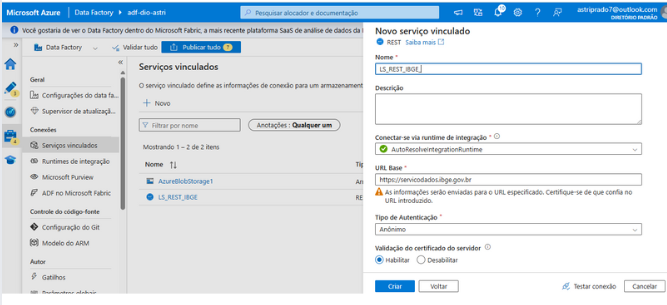 Microsoft Azure | Data Factory ▸ adf-dio-astri
Pesquisar alocador e documentação
astriprado7@outlook.com
DIRETÓRIO PADRÃO
Você gostaria de ver o Data Factory dentro do Microsoft Fabric, a mais recente plataforma SaaS de análise de dados da
Data Factory
Validar tudo
Publicar tudo
Geral
Configurações do data fa...
Supervisor de atualizaçã...
Conexões
Serviços vinculados
Runtimes de integração
Microsoft Purview
ADF no Microsoft Fabric
Controle do código-fonte
Configuração do Git
Modelo do ARM
Autor
Gatilhos
Parâmetros globais
Serviços vinculados
O serviço vinculado define as informações de conexão para um armazenament
+ Novo
Filtrar por nome
Anotações : Qualquer um
Mostrando 1 – 2 de 2 itens
Nome ↑↓
AzureBlobStorage1
LS_REST_IBGE
RE
Novo serviço vinculado
REST Saiba mais
Nome *
LS_REST_IBGE_
Descrição
Conectar-se via runtime de integração *
AutoResolveIntegrationRuntime
URL Base *
https://servicodados.ibge.gov.br
As informações serão enviadas para o URL especificado. Certifique-se de que confia no
URL introduzido.
Tipo de Autenticação *
Anônimo
Validação do certificado do servidor
Habilitar Desabilitar
Criar
Voltar
Testar conexão
Cancelar